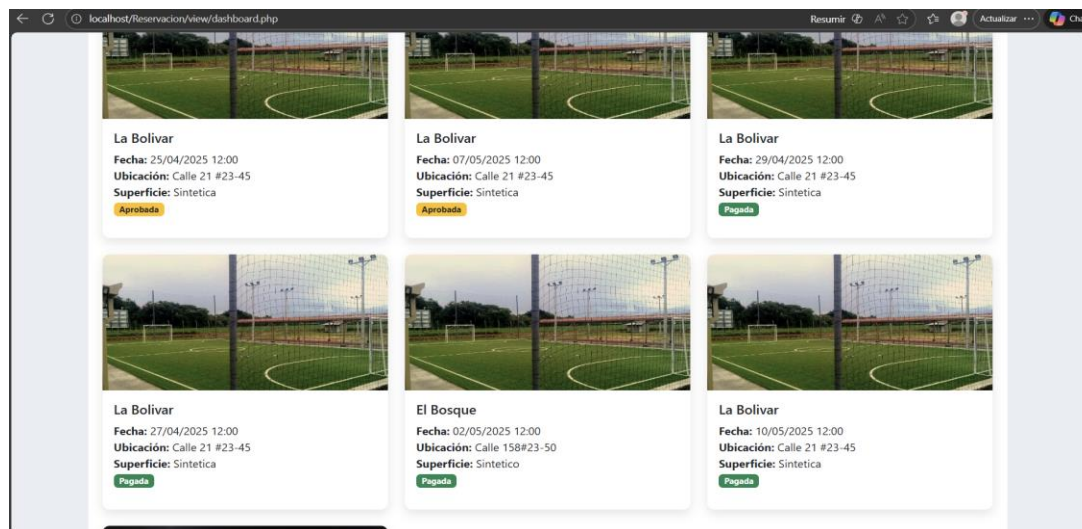 localhost/Reservacion/view/dashboard.php
Resumir
Actualizar
La Bolivar
Fecha: 25/04/2025 12:00
Ubicación: Calle 21 #23-45
Superficie: Sintetica
Aprobada
La Bolivar
Fecha: 07/05/2025 12:00
Ubicación: Calle 21 #23-45
Superficie: Sintetica
Aprobada
La Bolivar
Fecha: 29/04/2025 12:00
Ubicación: Calle 21 #23-45
Superficie: Sintetica
Pagada
La Bolivar
Fecha: 27/04/2025 12:00
Ubicación: Calle 21 #23-45
Superficie: Sintetica
Pagada
El Bosque
Fecha: 02/05/2025 12:00
Ubicación: Calle 158#23-50
Superficie: Sintetico
Pagada
La Bolivar
Fecha: 10/05/2025 12:00
Ubicación: Calle 21 #23-45
Superficie: Sintetica
Pagada